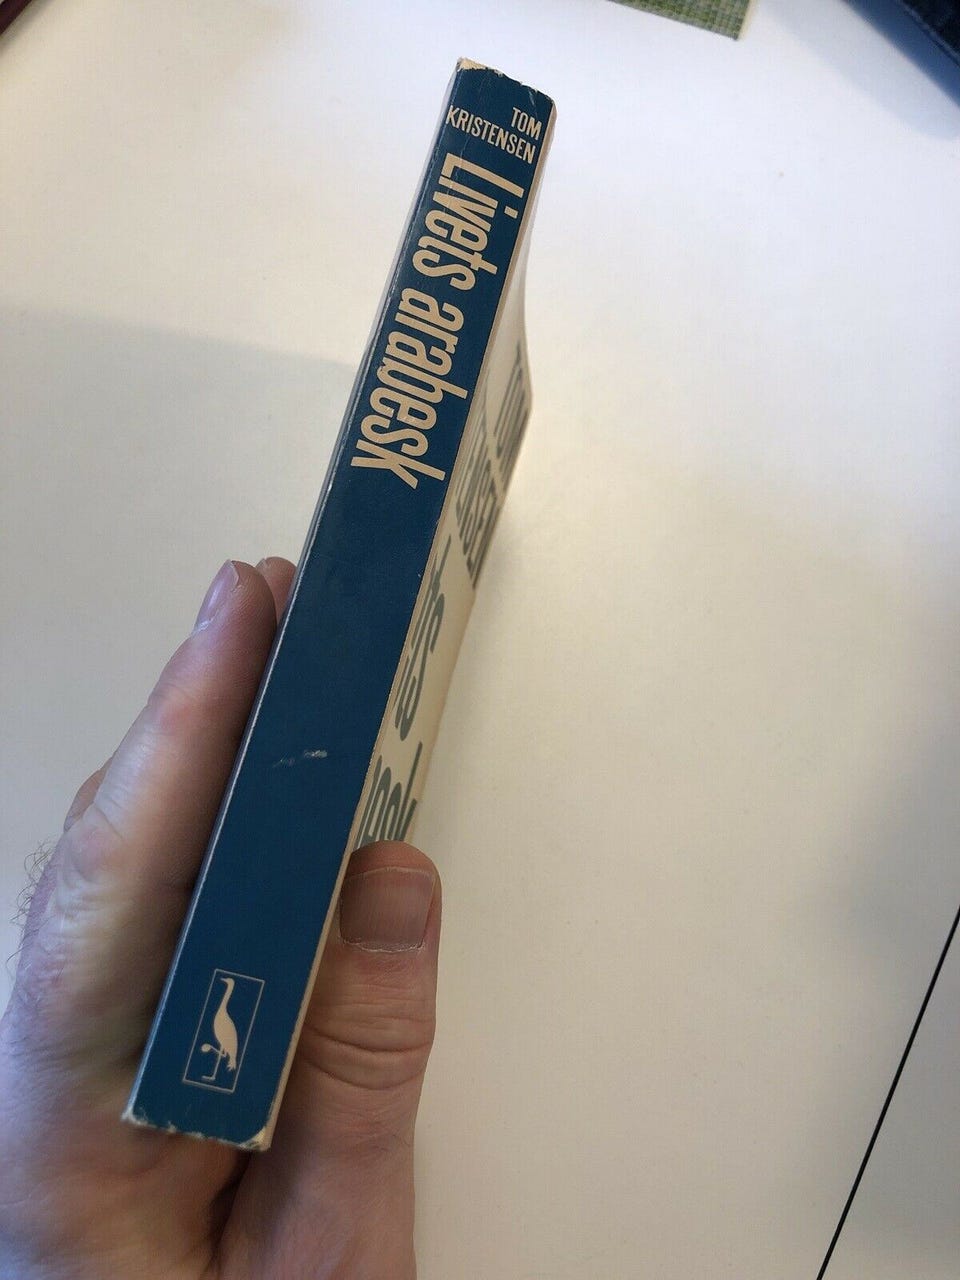 TOM
KRISTENSEN
Livets arabesk